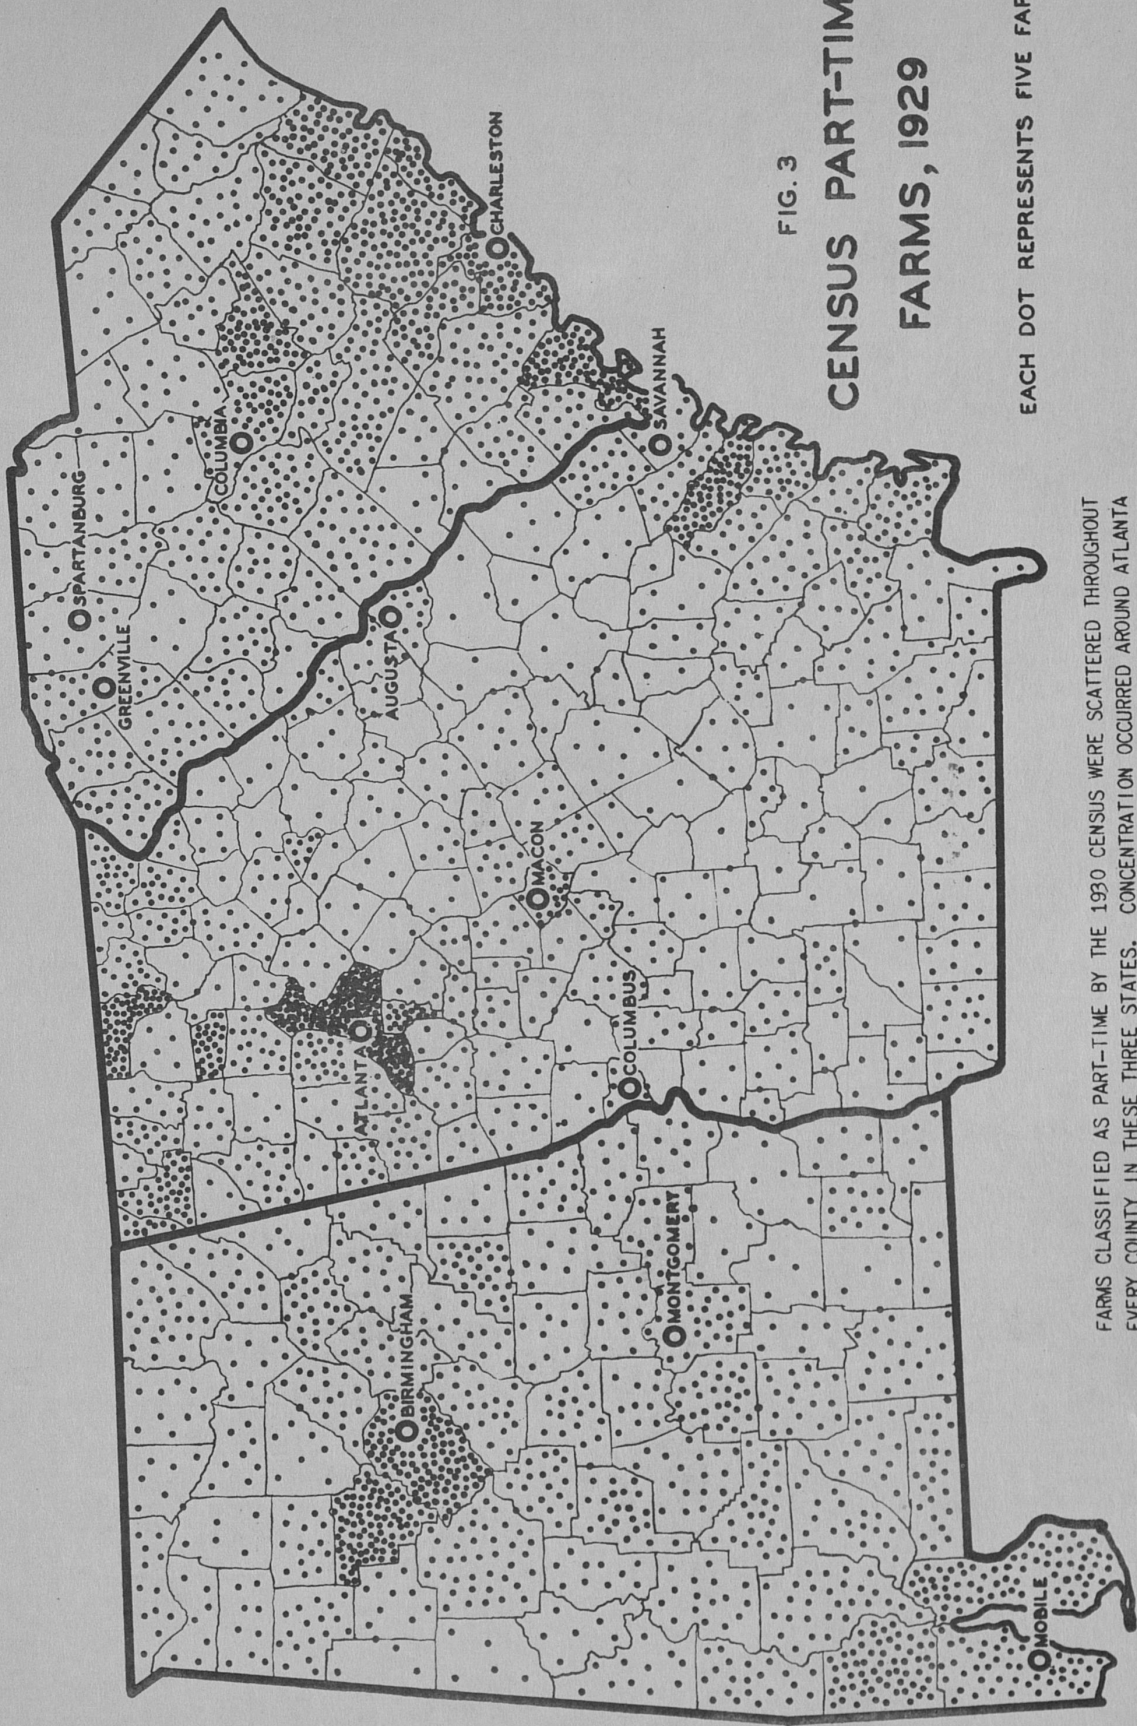 FIG. 3
CENSUS PART-TIM
FARMS, 1929
EACH DOT REPRESENTS FIVE FAR
SPARTANBURG
GREENVILLE
COLUMBIA
CHARLESTON
AUGUSTA
SAVANNAH
ATLANTA
MACON
COLUMBUS
BIRMINGHAM
MONTGOMERY
MOBILE
FARMS CLASSIFIED AS PART-TIME BY THE 1930 CENSUS WERE SCATTERED THROUGHOUT
EVERY COUNTY IN THESE THREE STATES. CONCENTRATION OCCURRED AROUND ATLANTA